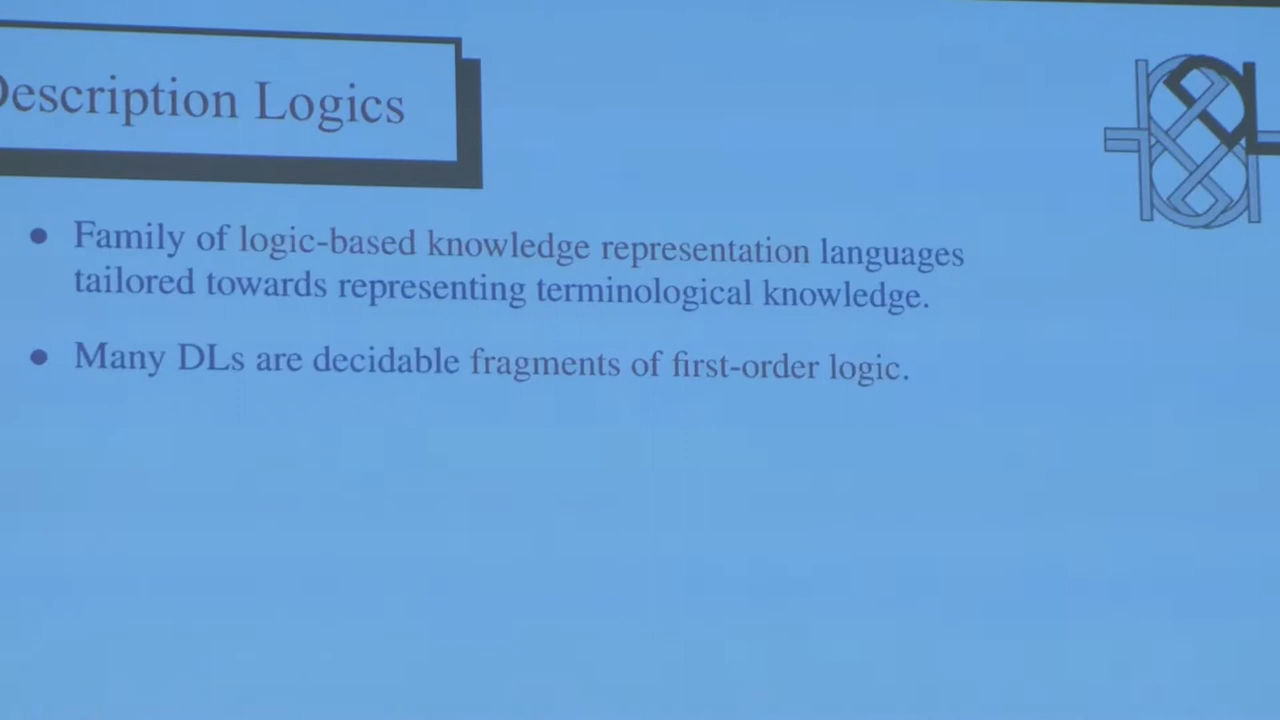 Description Logics
Family of logic-based knowledge representation languages
tailored towards representing terminological knowledge.
Many DLs are decidable fragments of first-order logic.